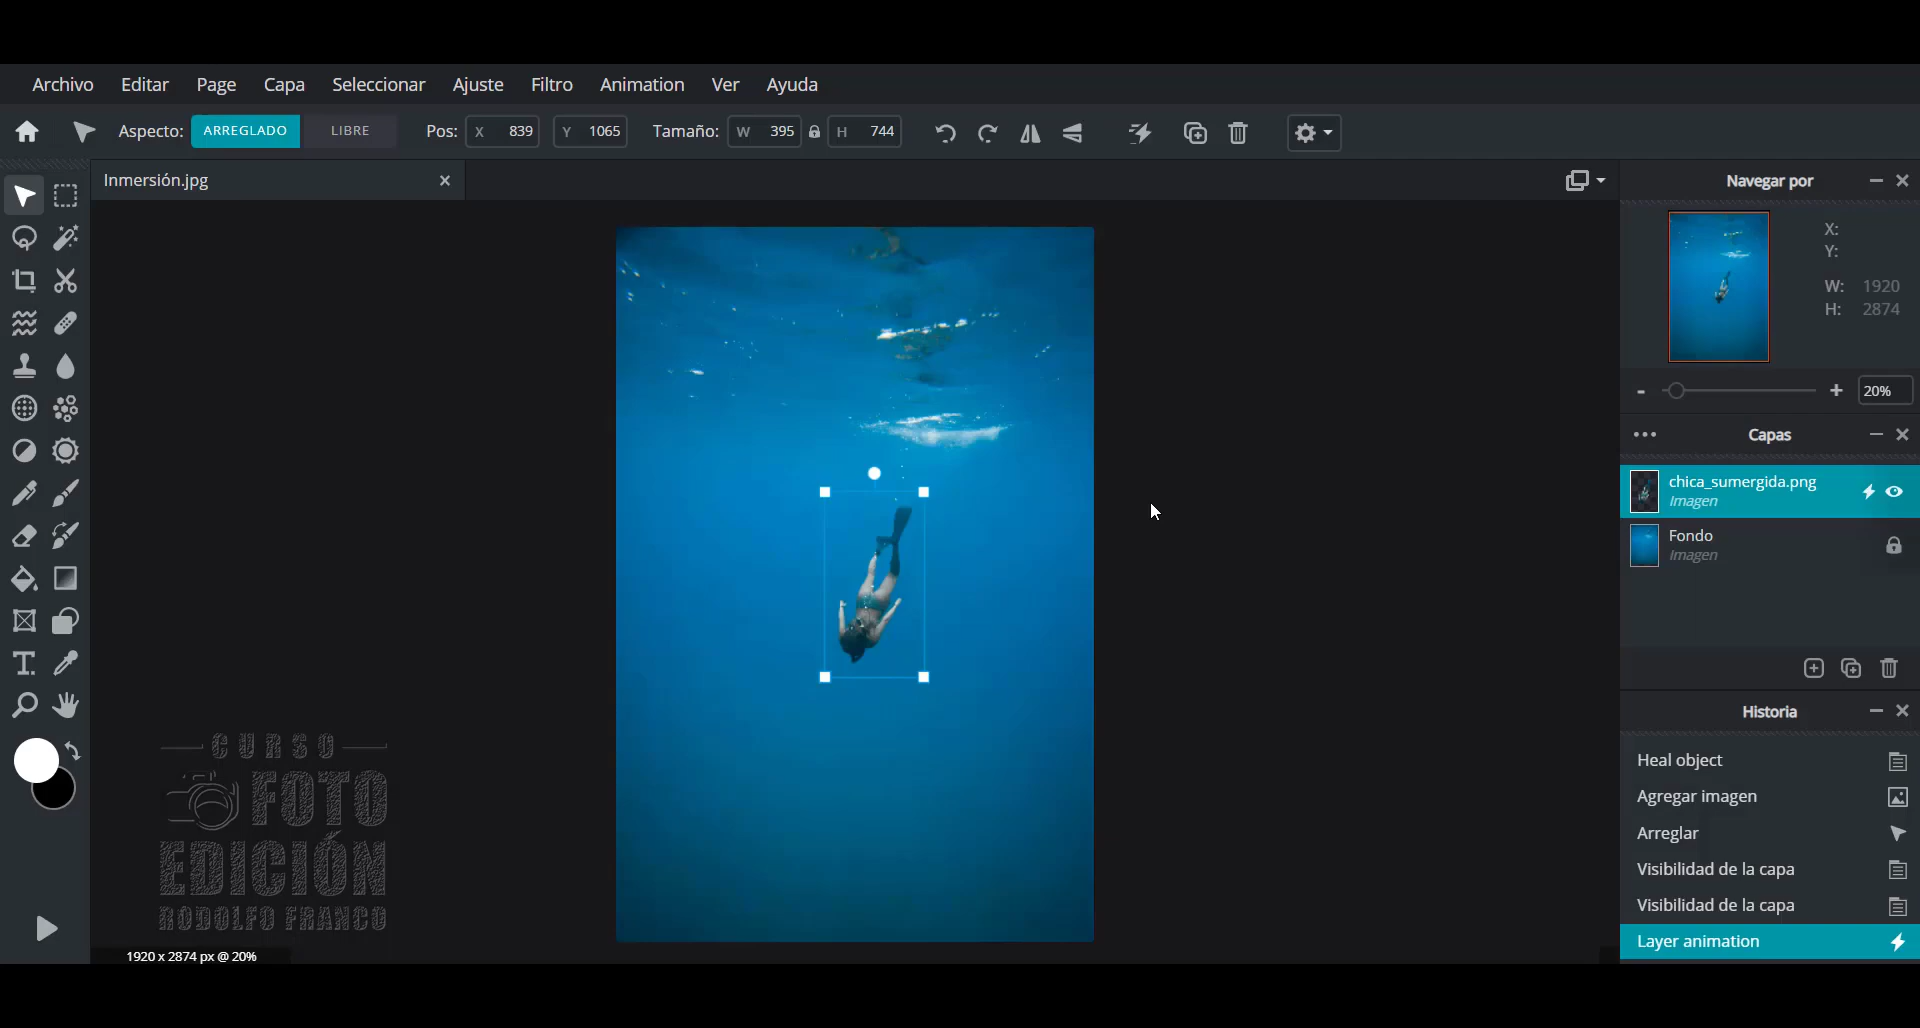 Archivo Editar Page Capa Seleccionar Ajuste Filtro Animation Ver Ayuda
Aspecto: ARREGLADO LIBRE Pos: X 839 Y 1065 Tamaño: W 395 H 744
Inmersión.jpg
Navegar por
X:
Y:
W: 1920
H: 2874
- + 20%
Capas
chica_sumergida.png
Imagen
Fondo
Imagen
Historia
Heal object
Agregar imagen
Arreglar
Visibilidad de la capa
Visibilidad de la capa
Layer animation
CURSO
FOTO
EDICIÓN
RODOLFO FRANCO
1920 x 2874 px @ 20%